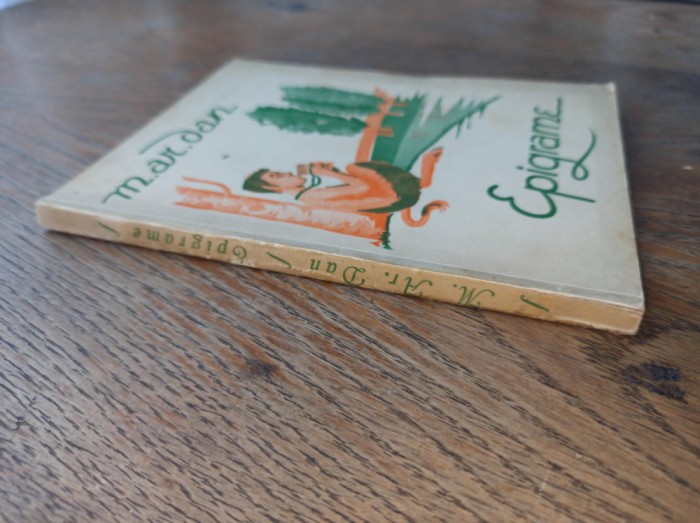 m. ar. dan
Epigrame
/ M. Ar. Dan / Epigrame /